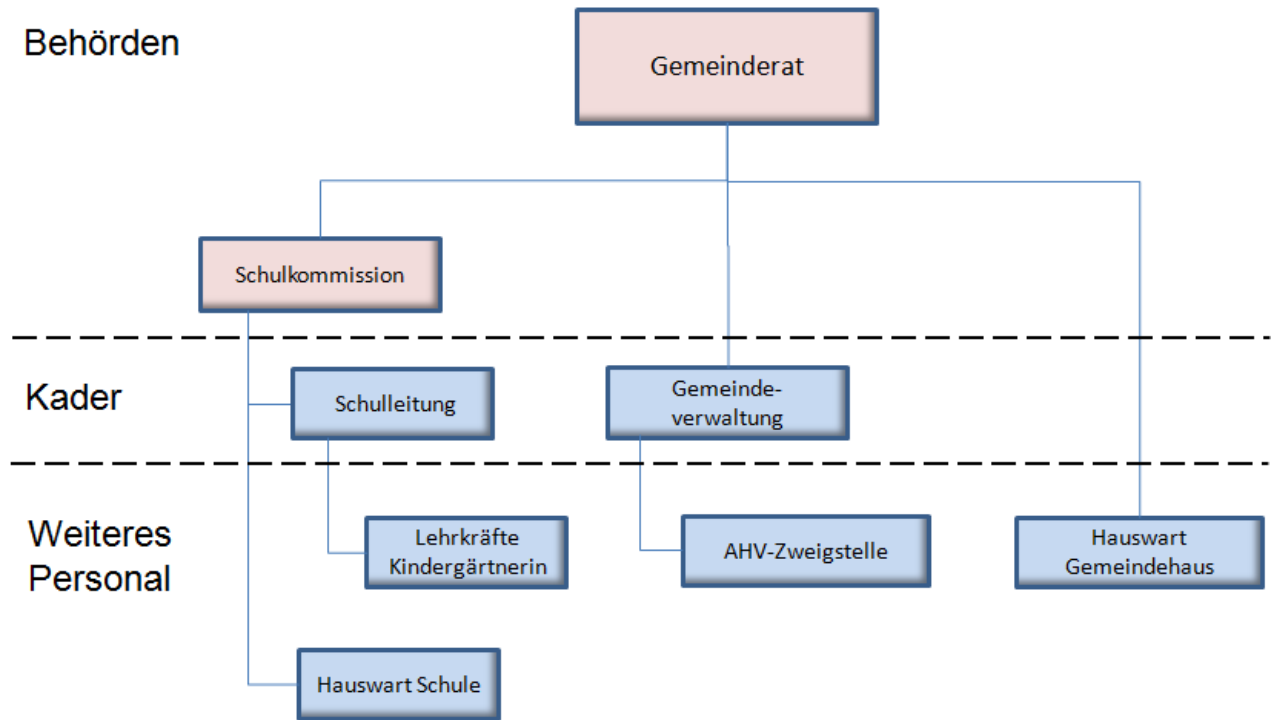 Behörden
Gemeinderat
Schulkommission
Kader
Schulleitung
Gemeinde-
verwaltung
Weiteres
Personal
Lehrkräfte
Kindergärtnerin
AHV-Zweigstelle
Hauswart
Gemeindehaus
Hauswart Schule